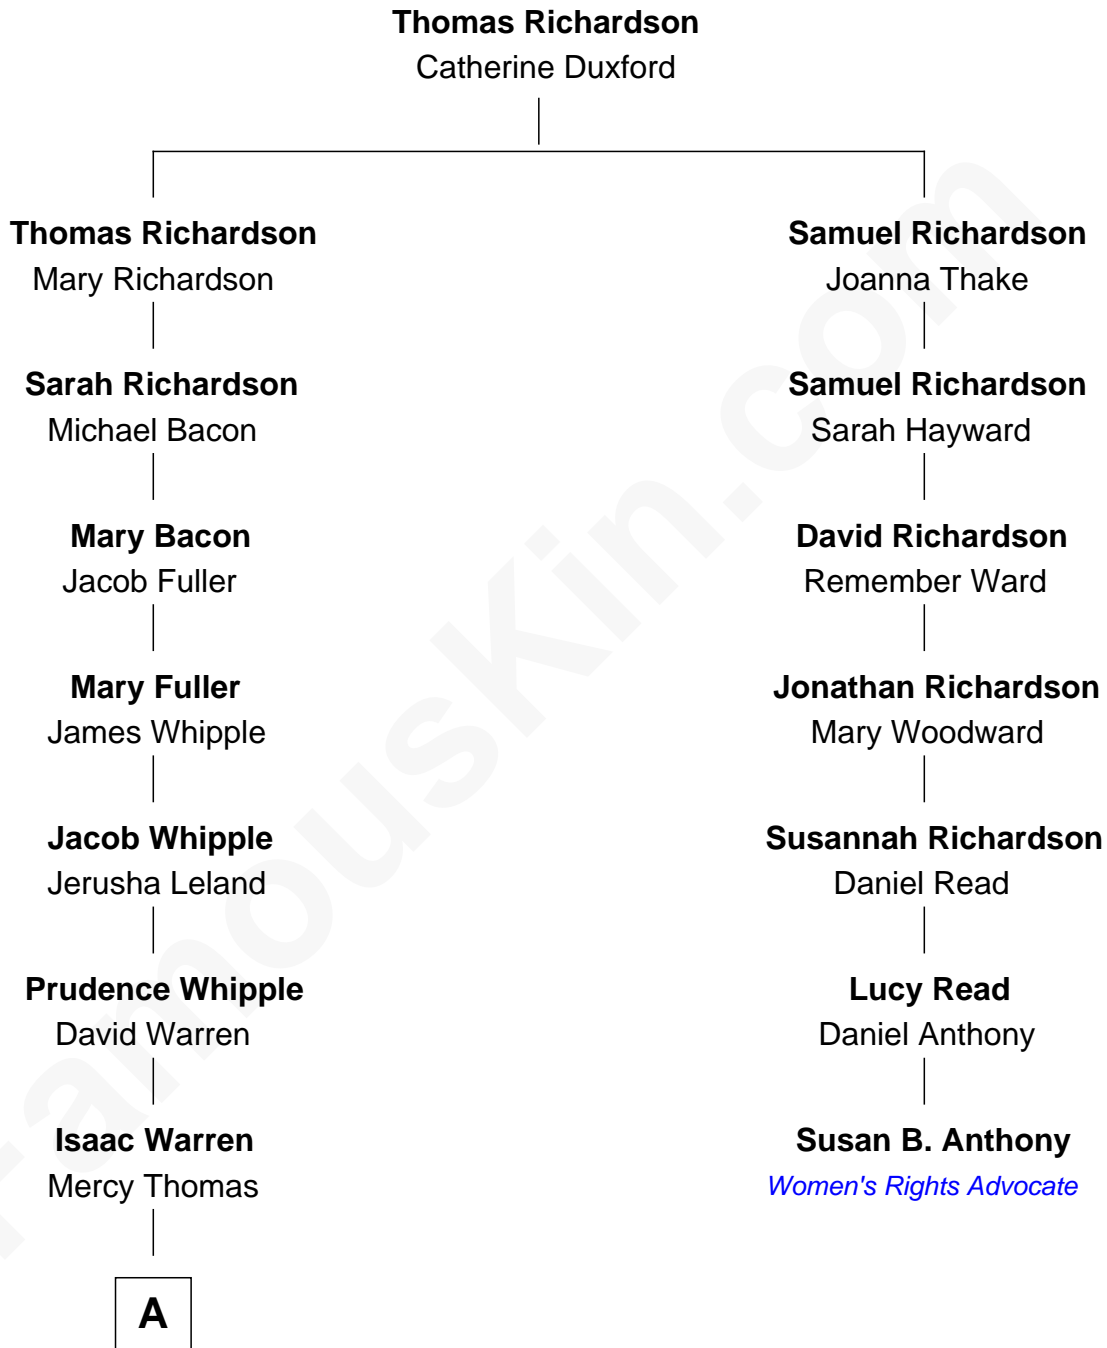 Thomas Richardson
Catherine Duxford
Thomas Richardson
Mary Richardson
Samuel Richardson
Joanna Thake
Sarah Richardson
Michael Bacon
Samuel Richardson
Sarah Hayward
Mary Bacon
Jacob Fuller
David Richardson
Remember Ward
Mary Fuller
James Whipple
Jonathan Richardson
Mary Woodward
Jacob Whipple
Jerusha Leland
Susannah Richardson
Daniel Read
Prudence Whipple
David Warren
Lucy Read
Daniel Anthony
Isaac Warren
Mercy Thomas
Susan B. Anthony
Women's Rights Advocate
A
FamousKin.com